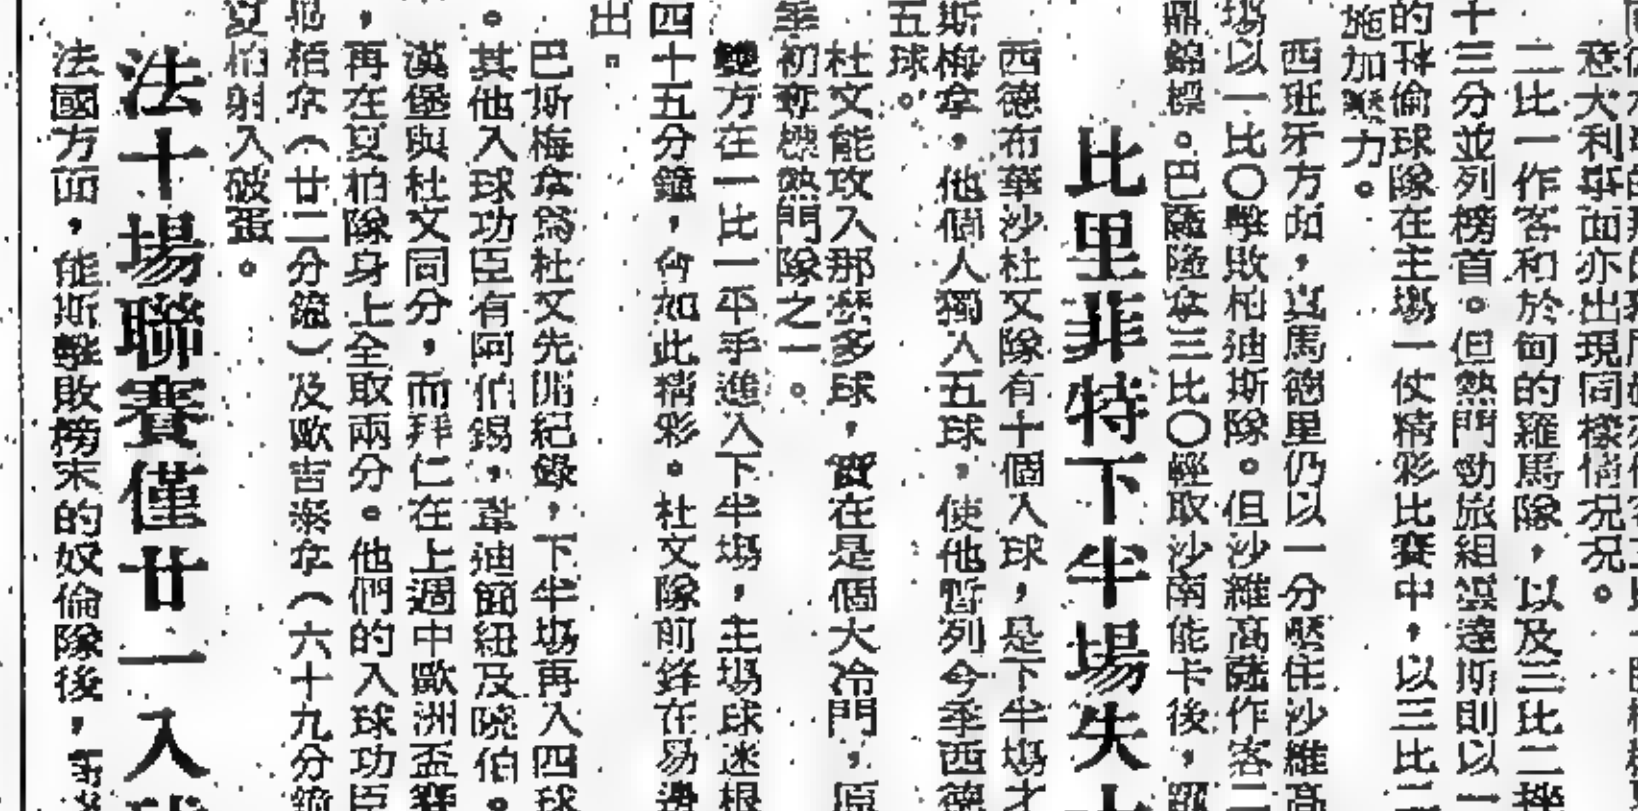 意大利畢面亦出現同樣情況况。
二比一作客和於甸的羅馬隊，以及三比二擊
十三分並列榜首。但熱門勁旅組雲達斯則以一
的球倫球隊在主場一仗精彩比賽中，以三比二
施加壓力。
西班牙方面，皇馬德里仍以一分壓住沙維高
場以一比〇擊敗柏迪斯隊。但沙維高薩作客二
鼎錦標。巴薩隆拿三比〇輕取沙南能卡後，
比里菲特下半場失
西德布華沙杜文隊有十個入球，是下半場才
斯梅拿，他個人獨入五球，使他暫列今季西德
五球。
杜文能攻入那麼多球，實在是個大冷門，原
季初奪標熱門隊之一。
雙方在一比一平手進入下半場，主場球迷根
四十五分鐘，會如此精彩。杜文隊前鋒在易邊
出。
巴斯梅拿為杜文先開紀錄，下半場再入四球
。其他入球功臣有阿伯錫，韋迪簡紐及曉伯。
漢堡與杜文同分，而拜仁在上週中歐洲盃賽
，再在夏柏隊身上全取兩分。他們的入球功臣
柏拿（廿二分鐘）及歐吉泰拿（六十九分鐘
夏柏射入破蛋。
法十場聯賽僅廿一入球
法國方面，能斯擊敗榜末的奴倫隊後，